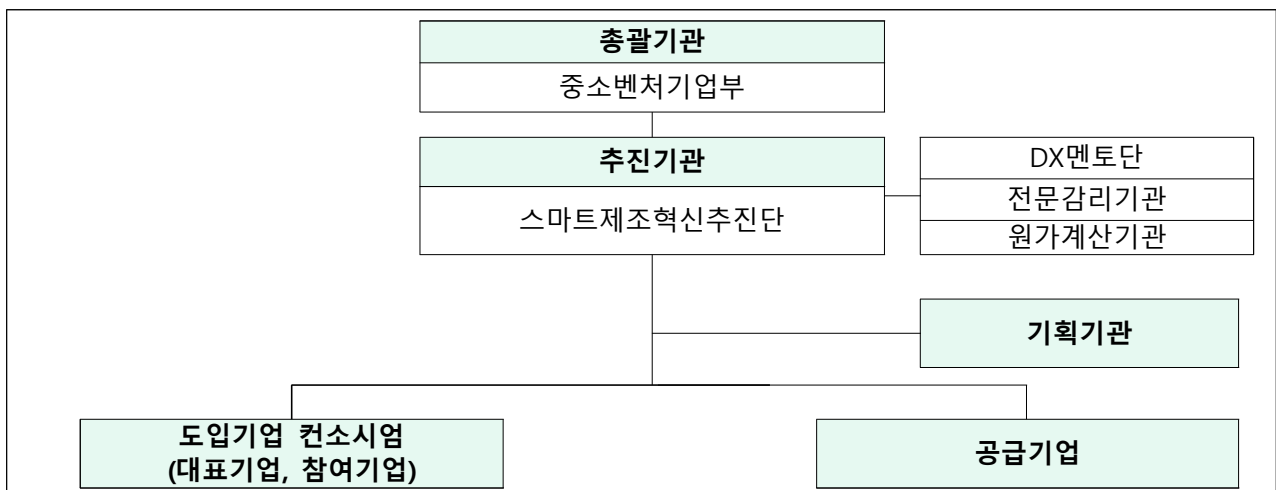 총괄기관
중소벤처기업부
추진기관
스마트제조혁신추진단
DX멘토단
전문감리기관
원가계산기관
기획기관
도입기업 컨소시엄
(대표기업, 참여기업)
공급기업